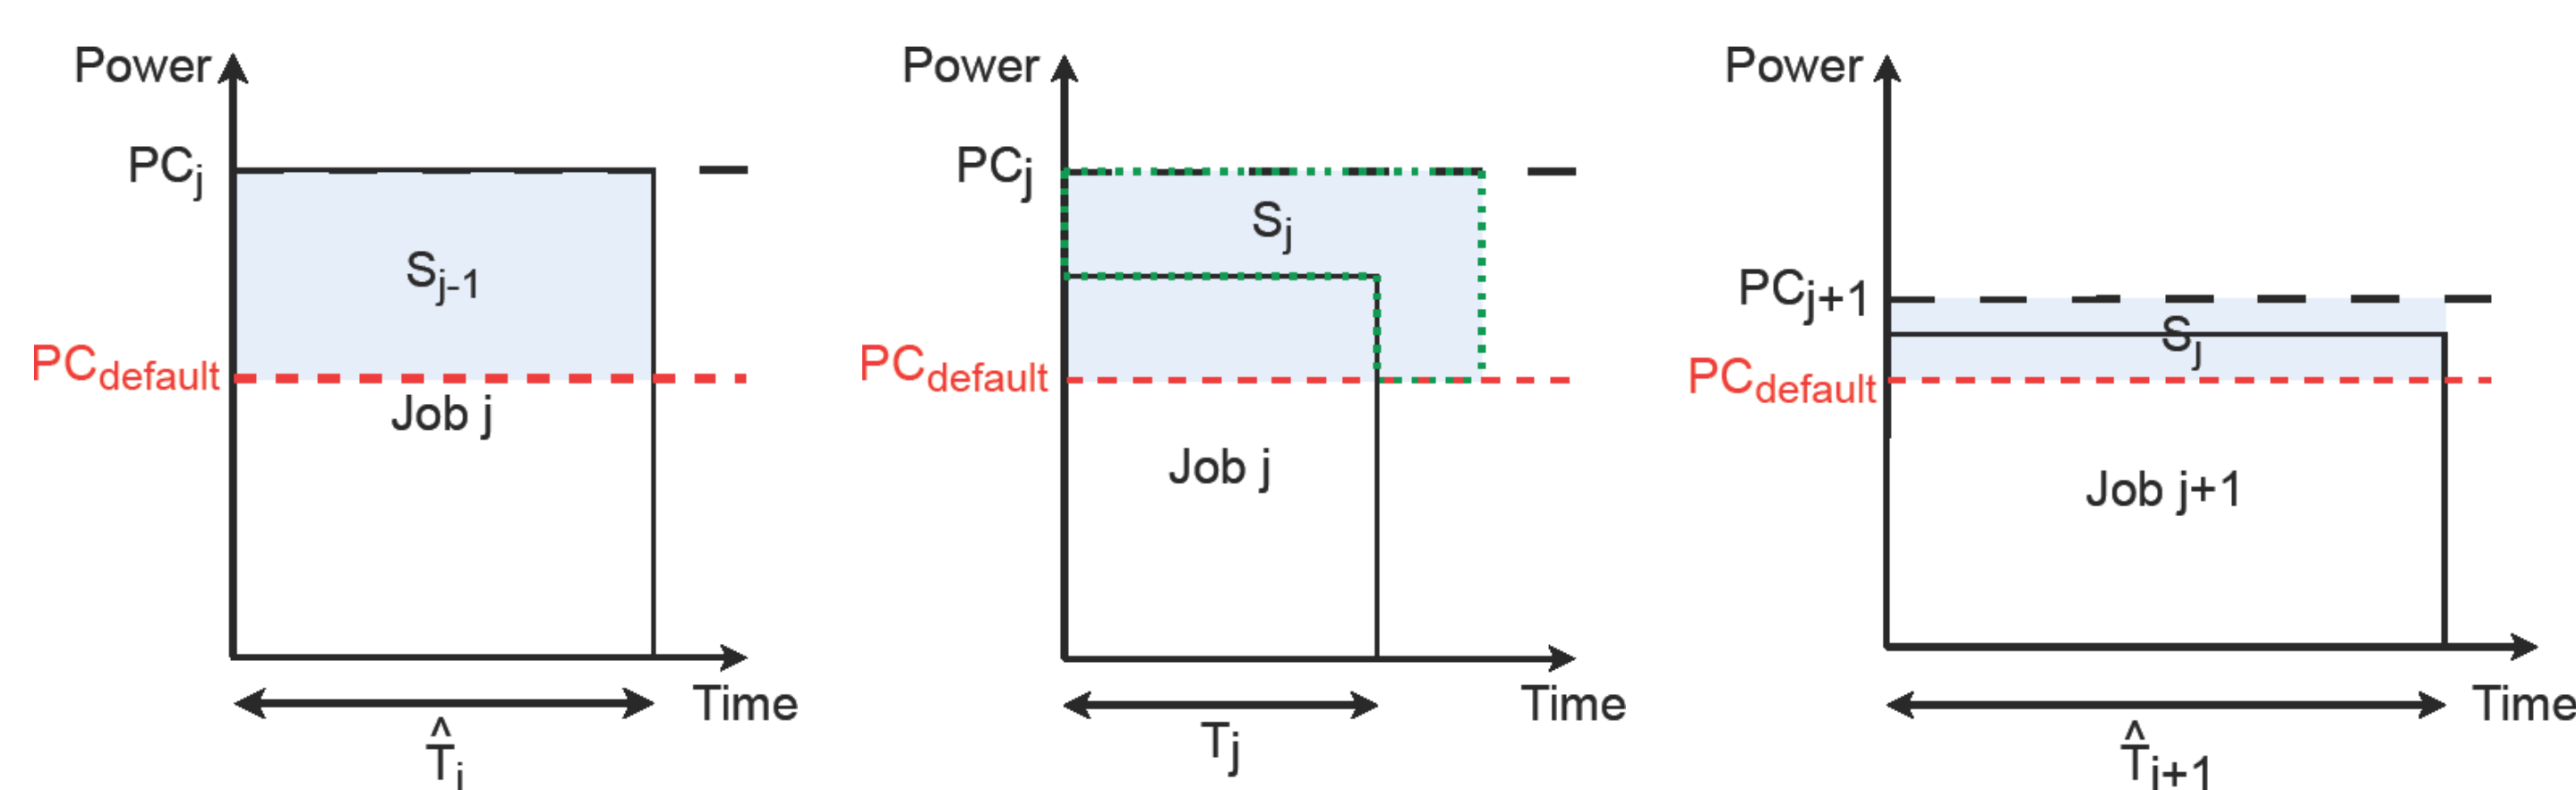 Power
PCj
Sj-1
PCdefault
Job j
Time
T̂j
Power
PCj
Sj
PCdefault
Job j
Time
Tj
Power
PCj+1
Sj
PCdefault
Job j+1
Time
T̂j+1